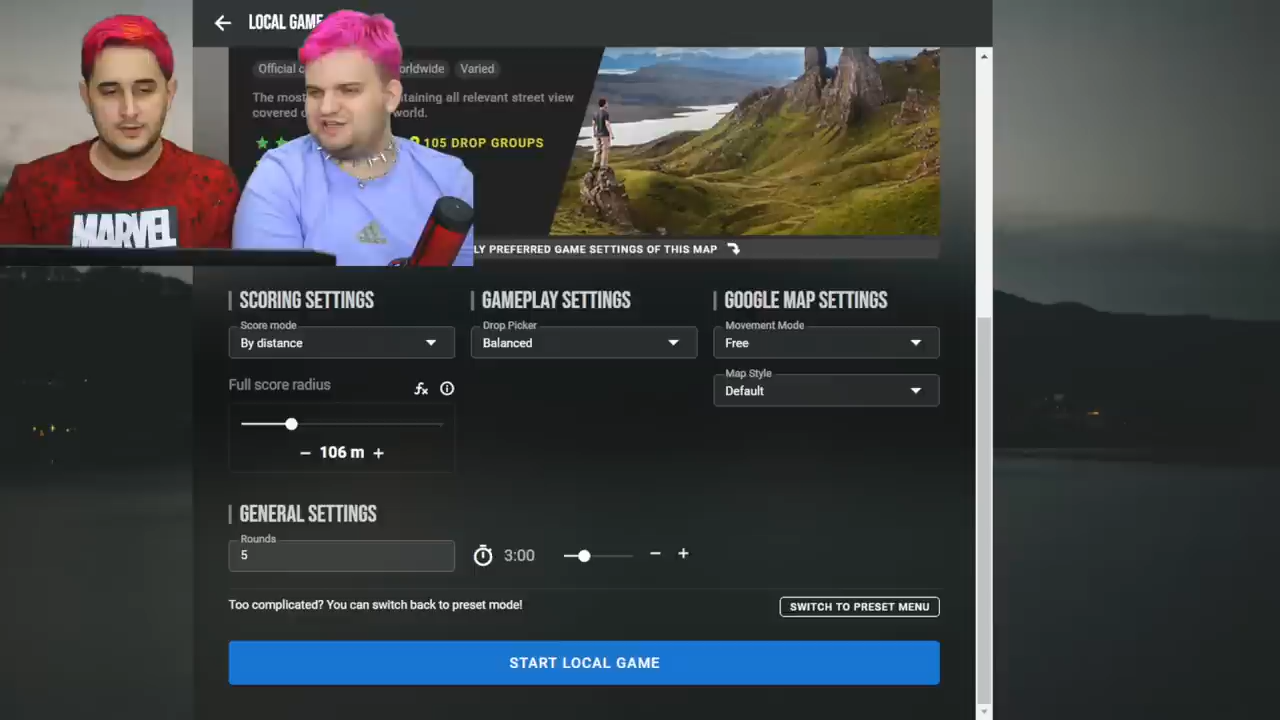 LOCAL GAME
Official orldwide Varied
The most ntaining all relevant street view
covered world.
105 DROP GROUPS
MARVEL
PREFERRED GAME SETTINGS OF THIS MAP
SCORING SETTINGS
Score mode
By distance
Full score radius
fx
− 106 m +
GAMEPLAY SETTINGS
Drop Picker
Balanced
GOOGLE MAP SETTINGS
Movement Mode
Free
Map Style
Default
GENERAL SETTINGS
Rounds
5
3:00 − +
Too complicated? You can switch back to preset mode!
SWITCH TO PRESET MENU
START LOCAL GAME